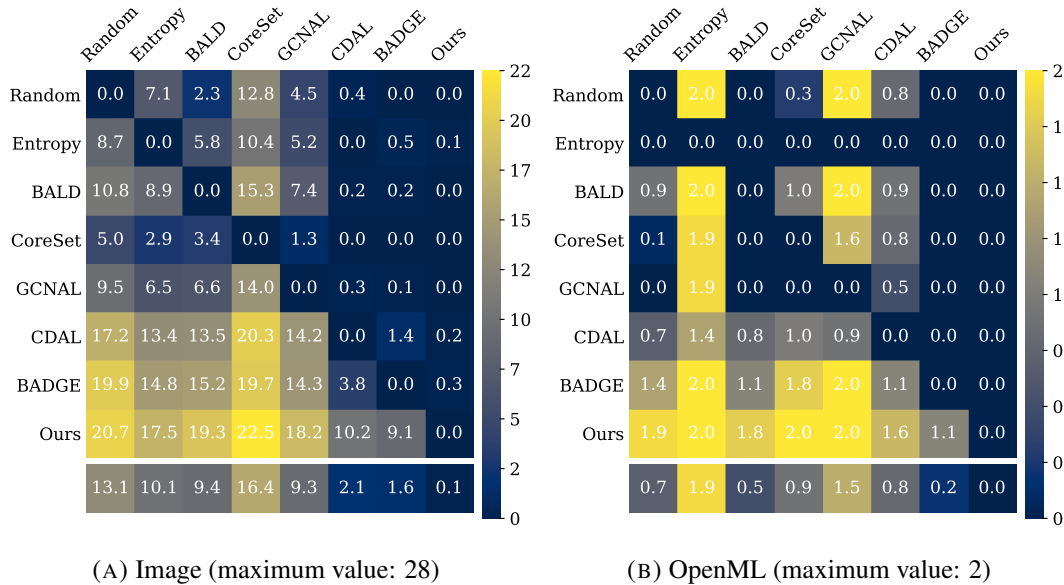 Random Entropy BALD CoreSet GCNAL CDAL BADGE Ours
Random 0.0 7.1 2.3 12.8 4.5 0.4 0.0 0.0
Entropy 8.7 0.0 5.8 10.4 5.2 0.0 0.5 0.1
BALD 10.8 8.9 0.0 15.3 7.4 0.2 0.2 0.0
CoreSet 5.0 2.9 3.4 0.0 1.3 0.0 0.0 0.0
GCNAL 9.5 6.5 6.6 14.0 0.0 0.3 0.1 0.0
CDAL 17.2 13.4 13.5 20.3 14.2 0.0 1.4 0.2
BADGE 19.9 14.8 15.2 19.7 14.3 3.8 0.0 0.3
Ours 20.7 17.5 19.3 22.5 18.2 10.2 9.1 0.0
13.1 10.1 9.4 16.4 9.3 2.1 1.6 0.1
22
20
17
15
12
10
7
5
2
0
(A) Image (maximum value: 28)
Random Entropy BALD CoreSet GCNAL CDAL BADGE Ours
Random 0.0 2.0 0.0 0.3 2.0 0.8 0.0 0.0
Entropy 0.0 0.0 0.0 0.0 0.0 0.0 0.0 0.0
BALD 0.9 2.0 0.0 1.0 2.0 0.9 0.0 0.0
CoreSet 0.1 1.9 0.0 0.0 1.6 0.8 0.0 0.0
GCNAL 0.0 1.9 0.0 0.0 0.0 0.5 0.0 0.0
CDAL 0.7 1.4 0.8 1.0 0.9 0.0 0.0 0.0
BADGE 1.4 2.0 1.1 1.8 2.0 1.1 0.0 0.0
Ours 1.9 2.0 1.8 2.0 2.0 1.6 1.1 0.0
0.7 1.9 0.5 0.9 1.5 0.8 0.2 0.0
2
1
1
1
1
0
0
0
0
(B) OpenML (maximum value: 2)